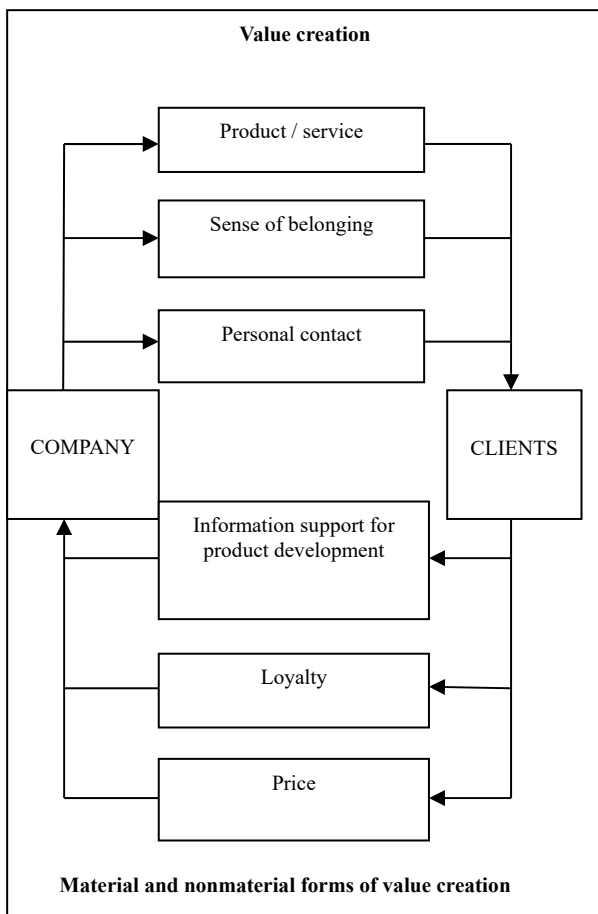 Value creation
Product / service
Sense of belonging
Personal contact
COMPANY
CLIENTS
Information support for
product development
Loyalty
Price
Material and nonmaterial forms of value creation